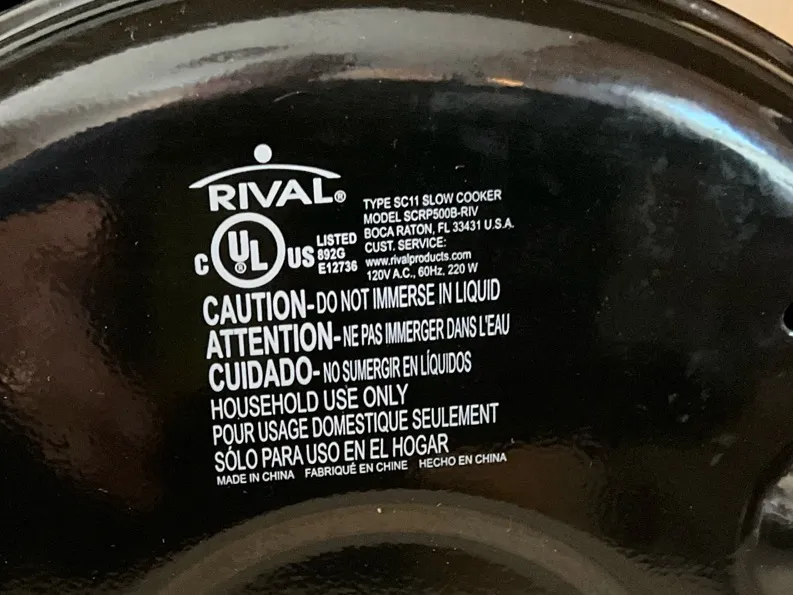 RIVAL®
TYPE SC11 SLOW COOKER
MODEL SCRP500B-RIV
BOCA RATON, FL 33431 U.S.A.
CUST. SERVICE:
www.rivalproducts.com
120V A.C., 60Hz, 220 W
C UL® US
LISTED
892G
E12736
CAUTION-DO NOT IMMERSE IN LIQUID
ATTENTION-NE PAS IMMERGER DANS L'EAU
CUIDADO-NO SUMERGIR EN LÍQUIDOS
HOUSEHOLD USE ONLY
POUR USAGE DOMESTIQUE SEULEMENT
SÓLO PARA USO EN EL HOGAR
MADE IN CHINA FABRIQUÉ EN CHINE HECHO EN CHINA